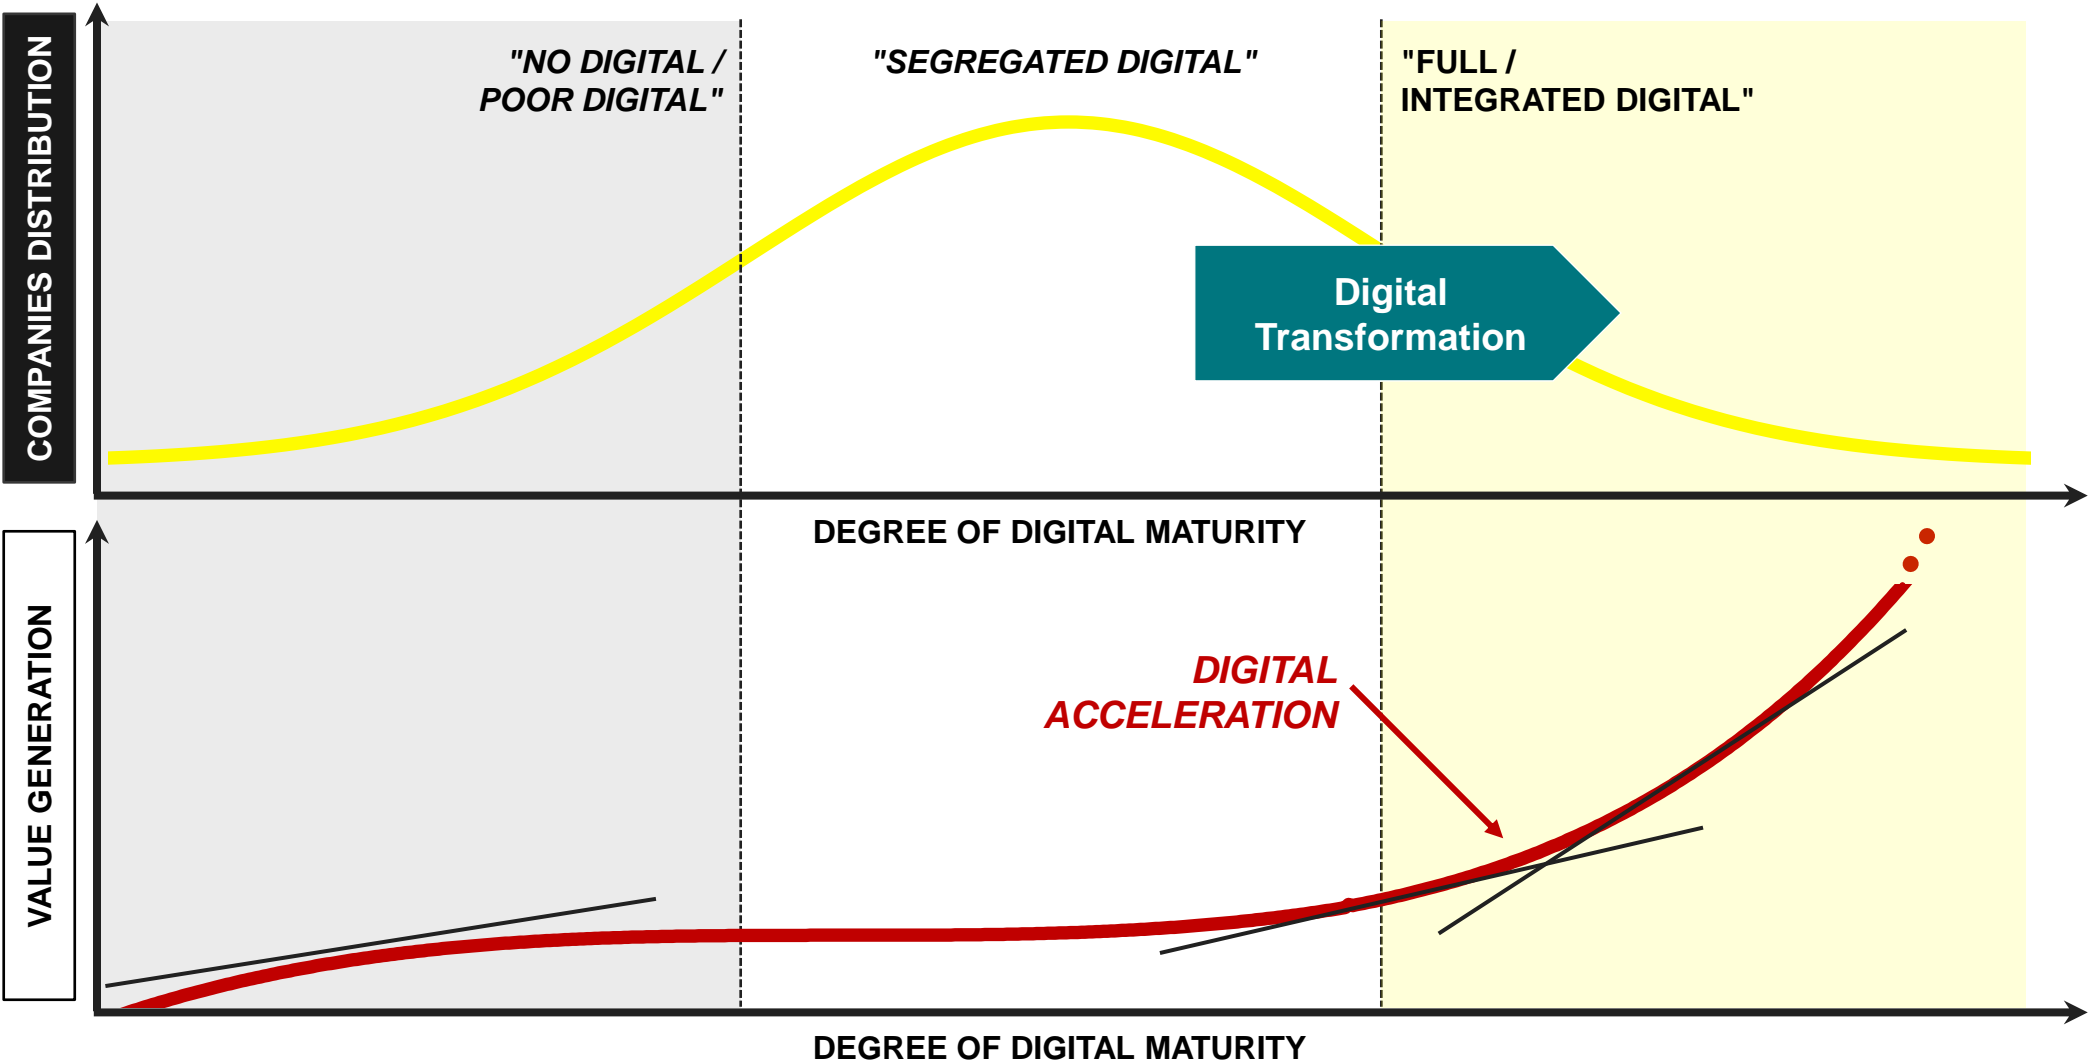 COMPANIES DISTRIBUTION
"NO DIGITAL /
POOR DIGITAL"
"SEGREGATED DIGITAL"
"FULL /
INTEGRATED DIGITAL"
Digital
Transformation
DEGREE OF DIGITAL MATURITY
VALUE GENERATION
DIGITAL
ACCELERATION
DEGREE OF DIGITAL MATURITY